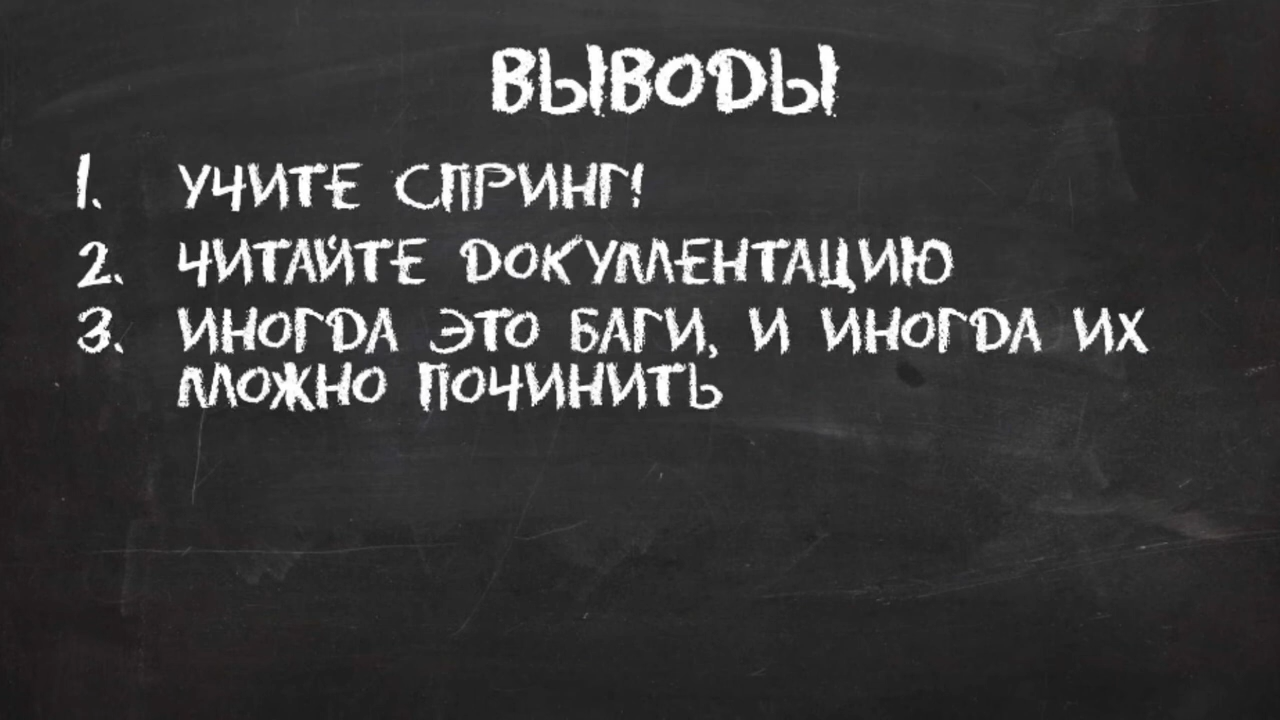 ВЫВОДЫ
1. УЧИТЕ СПРИНГ!
2. ЧИТАЙТЕ ДОКУМЕНТАЦИЮ
3. ИНОГДА ЭТО БАГИ, И ИНОГДА ИХ
МОЖНО ПОЧИНИТЬ